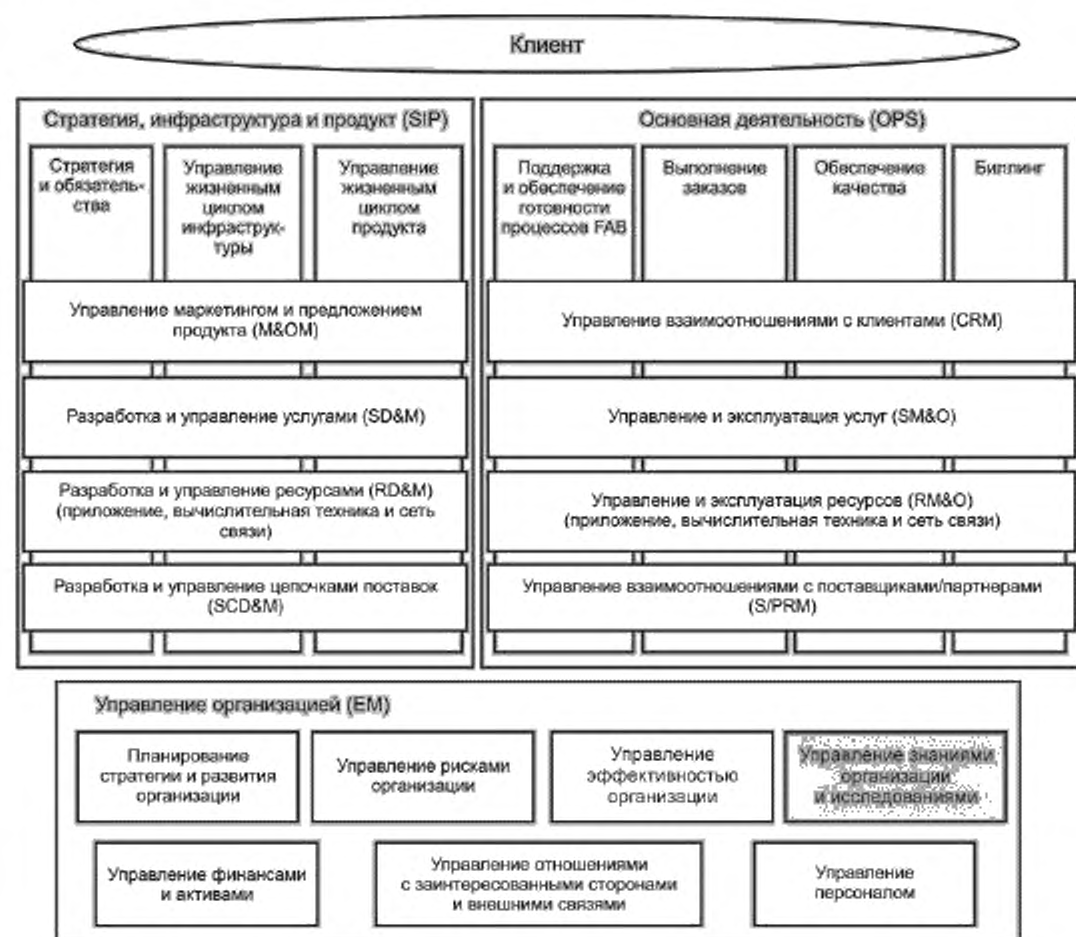 Клиент
Стратегия, инфраструктура и продукт (SIP)
Стратегия
и обязатель-
ства
Управление
жизненным
циклом
инфраструк-
туры
Управление
жизненным
циклом
продукта
Управление маркетингом и предложением
продукта (M&OM)
Разработка и управление услугами (SD&M)
Разработка и управление ресурсами (RD&M)
(приложение, вычислительная техника и сеть
связи)
Разработка и управление цепочками поставок
(SCD&M)
Основная деятельность (OPS)
Поддержка
и обеспечение
готовности
процессов FAB
Выполнение
заказов
Обеспечение
качества
Биллинг
Управление взаимоотношениями с клиентами (CRM)
Управление и эксплуатация услуг (SM&O)
Управление и эксплуатация ресурсов (RM&O)
(приложение, вычислительная техника и сеть связи)
Управление взаимоотношениями с поставщиками/партнерами
(S/PRM)
Управление организацией (EM)
Планирование
стратегии и развития
организации
Управление рисками
организации
Управление
эффективностью
организации
Управление знаниями
организации
и исследованиями
Управление финансами
и активами
Управление отношениями
с заинтересованными сторонами
и внешними связями
Управление
персоналом